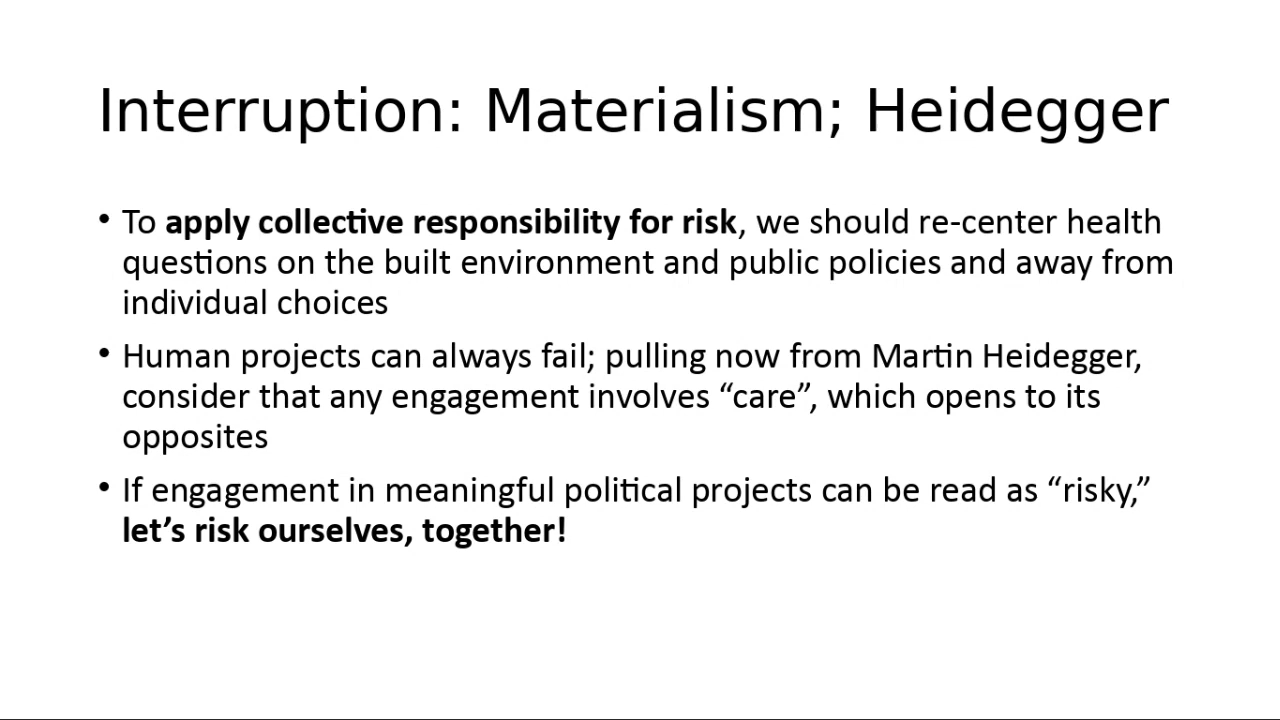 Interruption: Materialism; Heidegger
• To apply collective responsibility for risk, we should re-center health
questions on the built environment and public policies and away from
individual choices
• Human projects can always fail; pulling now from Martin Heidegger,
consider that any engagement involves “care”, which opens to its
opposites
• If engagement in meaningful political projects can be read as “risky,”
let’s risk ourselves, together!